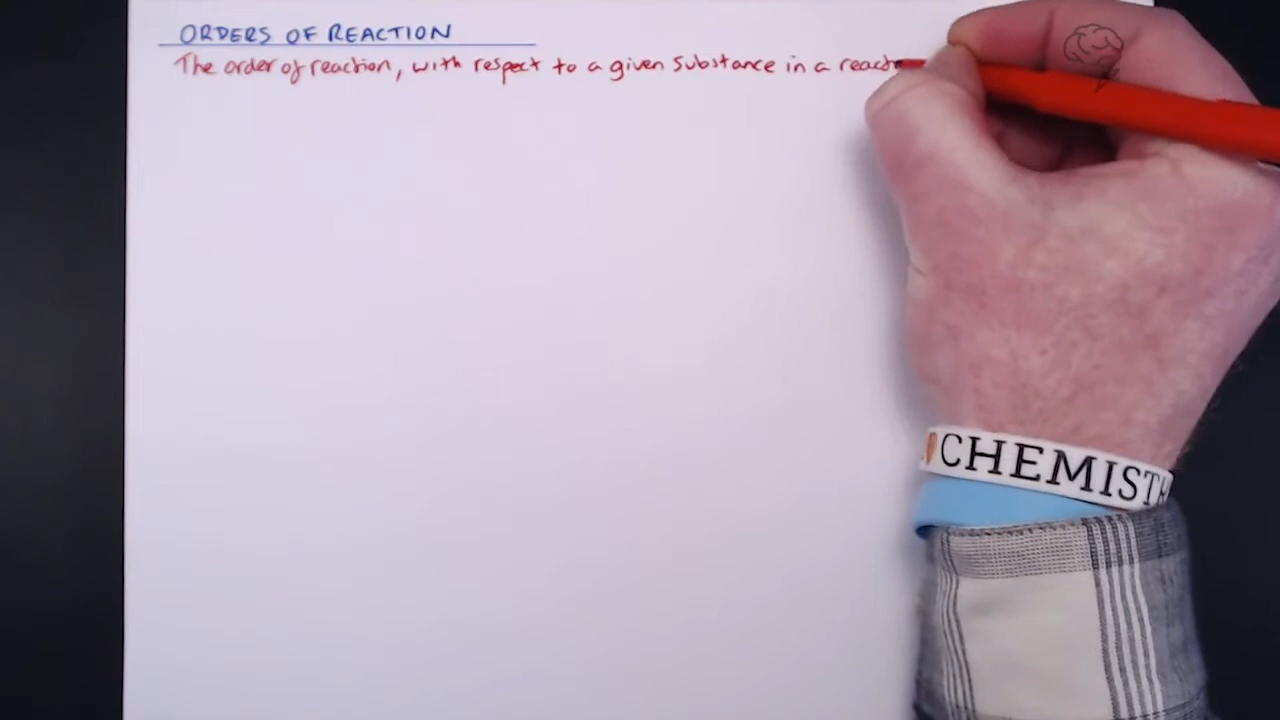 ORDERS OF REACTION
The order of reaction, with respect to a given substance in a react
CHEMIST